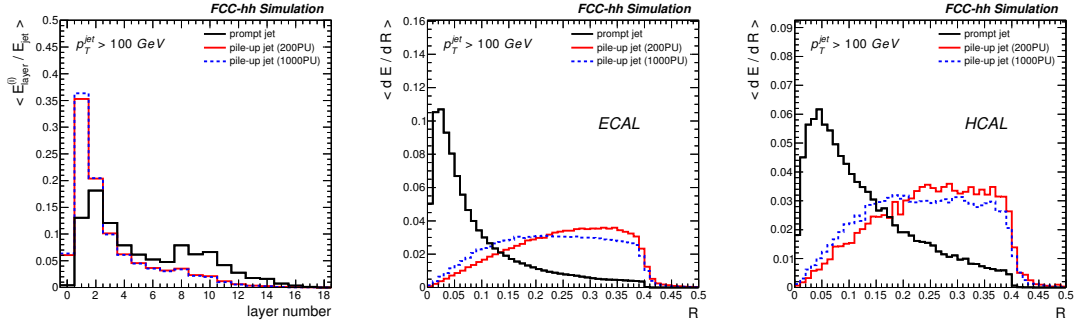 FCC-hh Simulation
< E^{(i)}_{layer} / E_{jet} >
0.5
0.45
0.4
0.35
0.3
0.25
0.2
0.15
0.1
0.05
0
p_T^{jet} > 100 GeV
prompt jet
pile-up jet (200PU)
pile-up jet (1000PU)
0 2 4 6 8 10 12 14 16 18
layer number
FCC-hh Simulation
< d E / d R >
0.16
0.14
0.12
0.1
0.08
0.06
0.04
0.02
0
p_T^{jet} > 100 GeV
prompt jet
pile-up jet (200PU)
pile-up jet (1000PU)
ECAL
0 0.05 0.1 0.15 0.2 0.25 0.3 0.35 0.4 0.45 0.5
R
FCC-hh Simulation
< d E / d R >
0.09
0.08
0.07
0.06
0.05
0.04
0.03
0.02
0.01
0
p_T^{jet} > 100 GeV
prompt jet
pile-up jet (200PU)
pile-up jet (1000PU)
HCAL
0 0.05 0.1 0.15 0.2 0.25 0.3 0.35 0.4 0.45 0.5
R